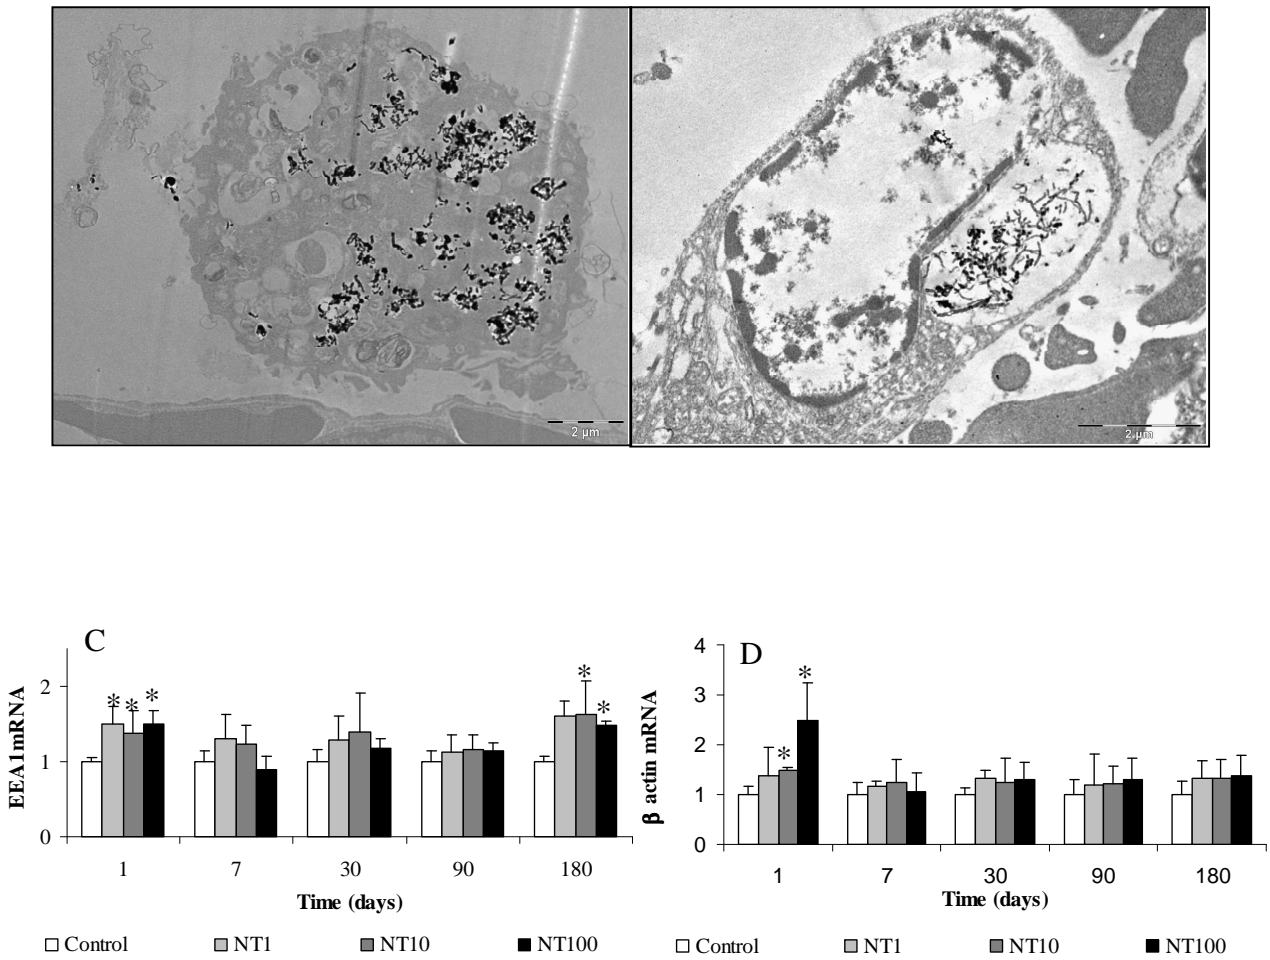 2 µm
2 µm
C
EEA1mRNA
2
1
0
* * *
* *
1 7 30 90 180
Time (days)
Control NT1 NT10 NT100
D
β actin mRNA
4
3
2
1
0
* *
1 7 30 90 180
Time (days)
Control NT1 NT10 NT100